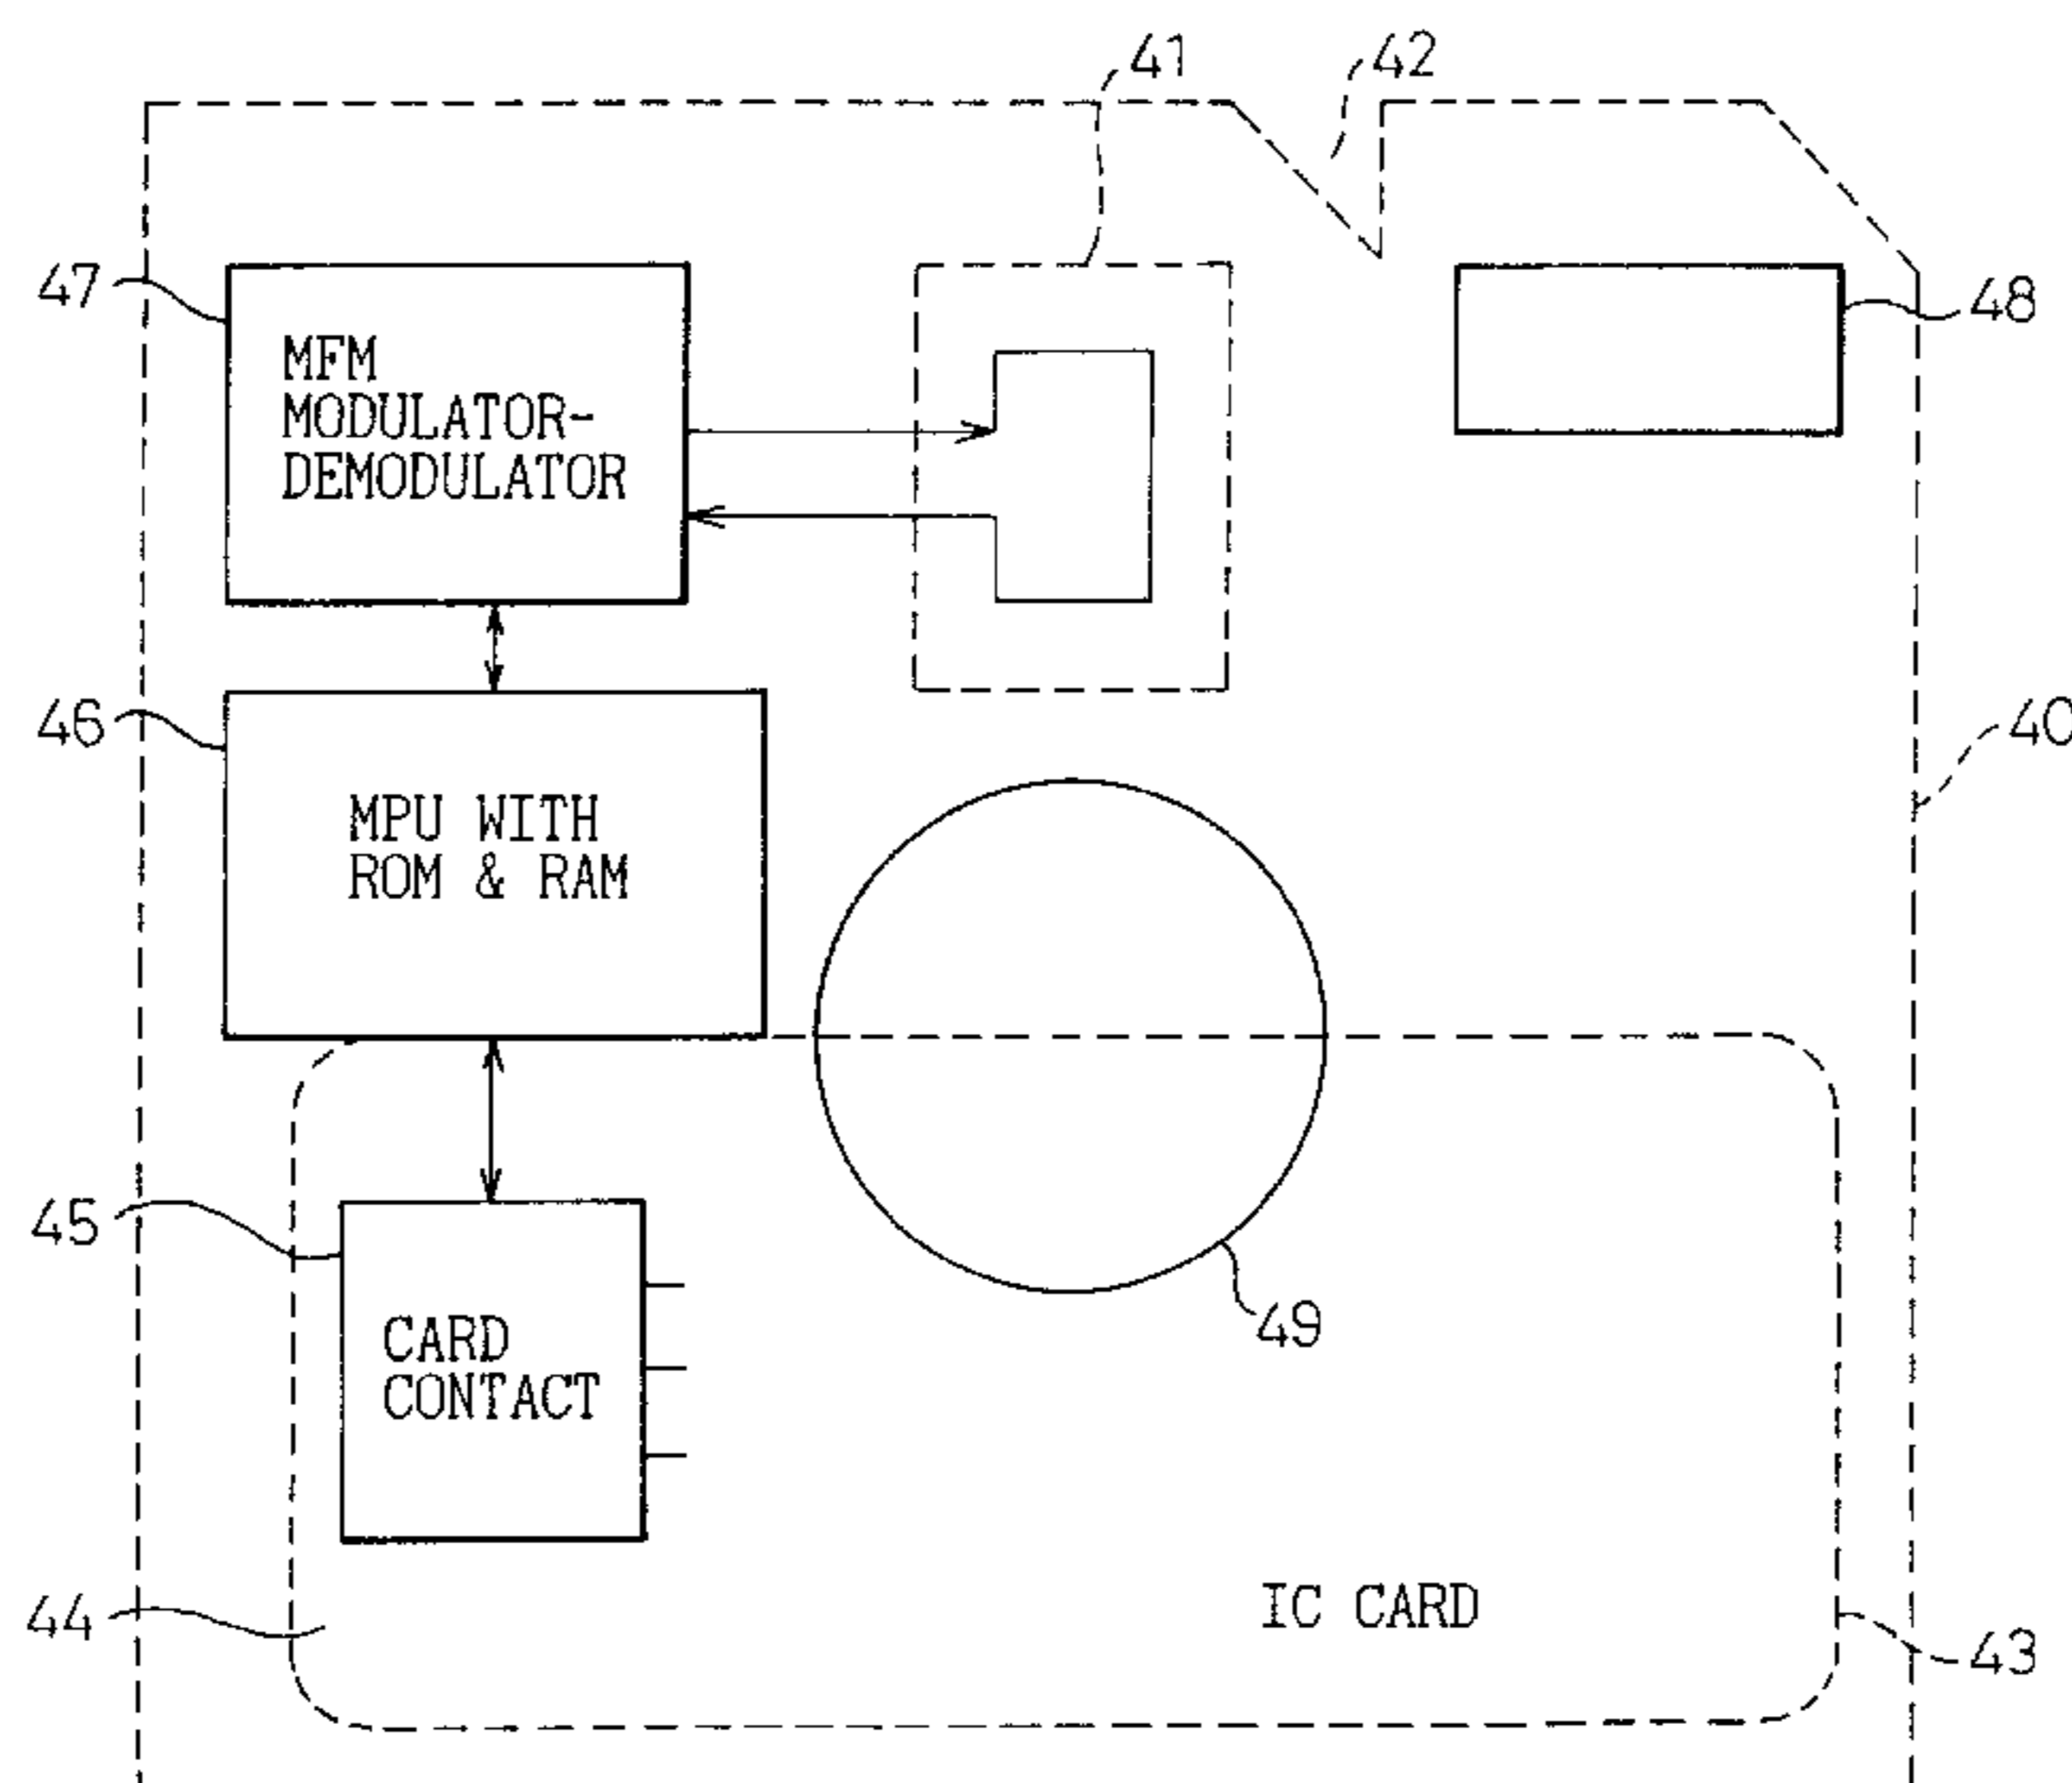 41
42
47
MFM
MODULATOR-
DEMODULATOR
48
46
MPU WITH
ROM & RAM
40
45
CARD
CONTACT
49
44
IC CARD
43